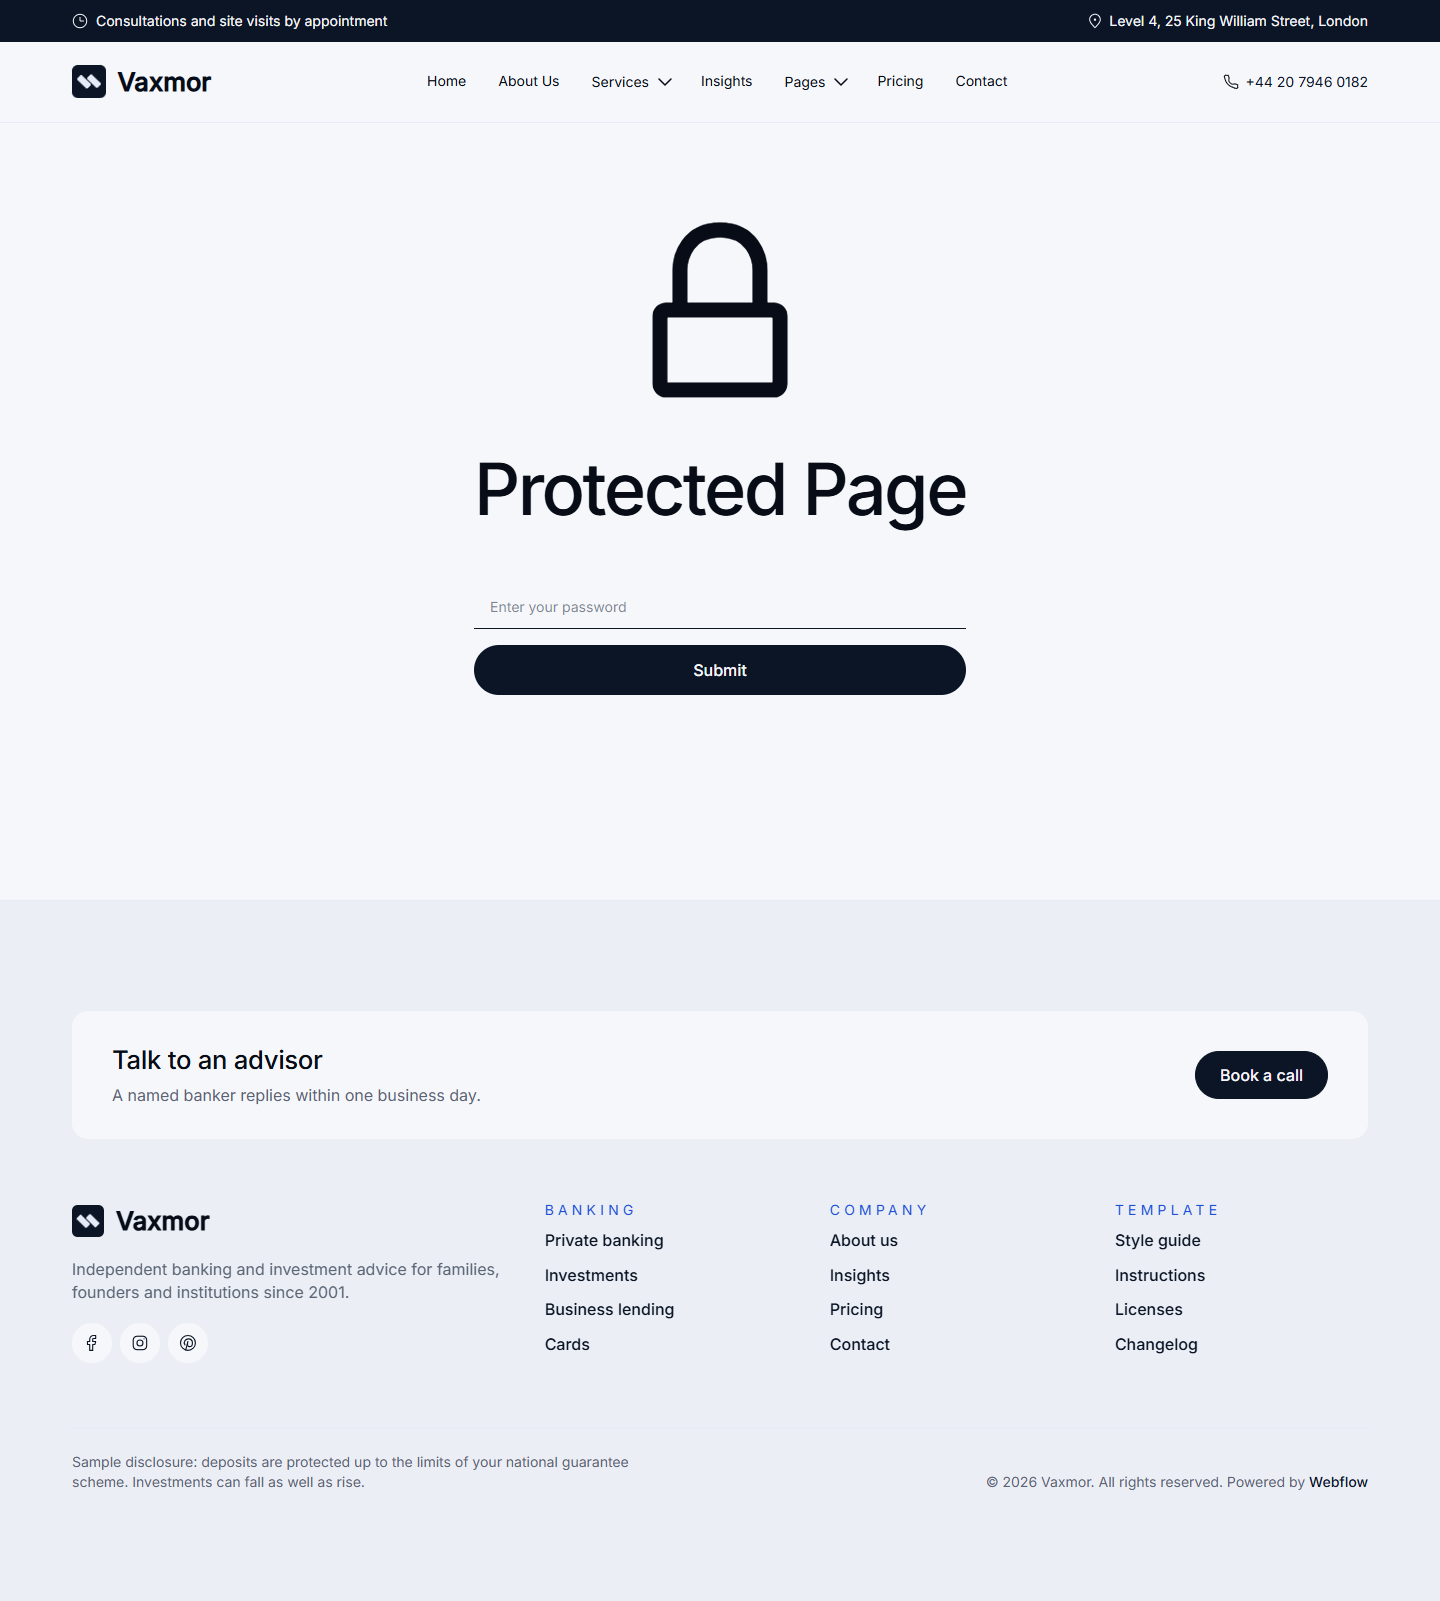 Consultations and site visits by appointment
Level 4, 25 King William Street, London
Vaxmor
Home
About Us
Services
Insights
Pages
Pricing
Contact
+44 20 7946 0182
Protected Page
Enter your password
Submit
Talk to an advisor
A named banker replies within one business day.
Book a call
Vaxmor
Independent banking and investment advice for families,
founders and institutions since 2001.
BANKING
Private banking
Investments
Business lending
Cards
COMPANY
About us
Insights
Pricing
Contact
TEMPLATE
Style guide
Instructions
Licenses
Changelog
Sample disclosure: deposits are protected up to the limits of your national guarantee
scheme. Investments can fall as well as rise.
© 2026 Vaxmor. All rights reserved. Powered by Webflow